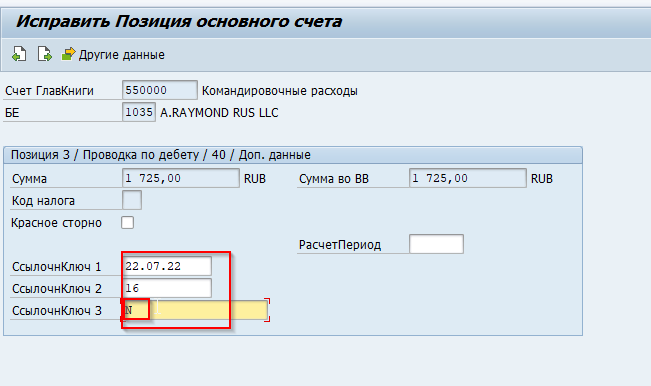 Исправить Позиция основного счета
Другие данные
Счет ГлавКниги 550000 Командировочные расходы
БЕ 1035 A.RAYMOND RUS LLC
Позиция 3 / Проводка по дебету / 40 / Доп. данные
Сумма 1 725,00 RUB Сумма во ВВ 1 725,00 RUB
Код налога
Красное сторно
РасчетПериод
СсылочнКлюч 1 22.07.22
СсылочнКлюч 2 16
СсылочнКлюч 3 N